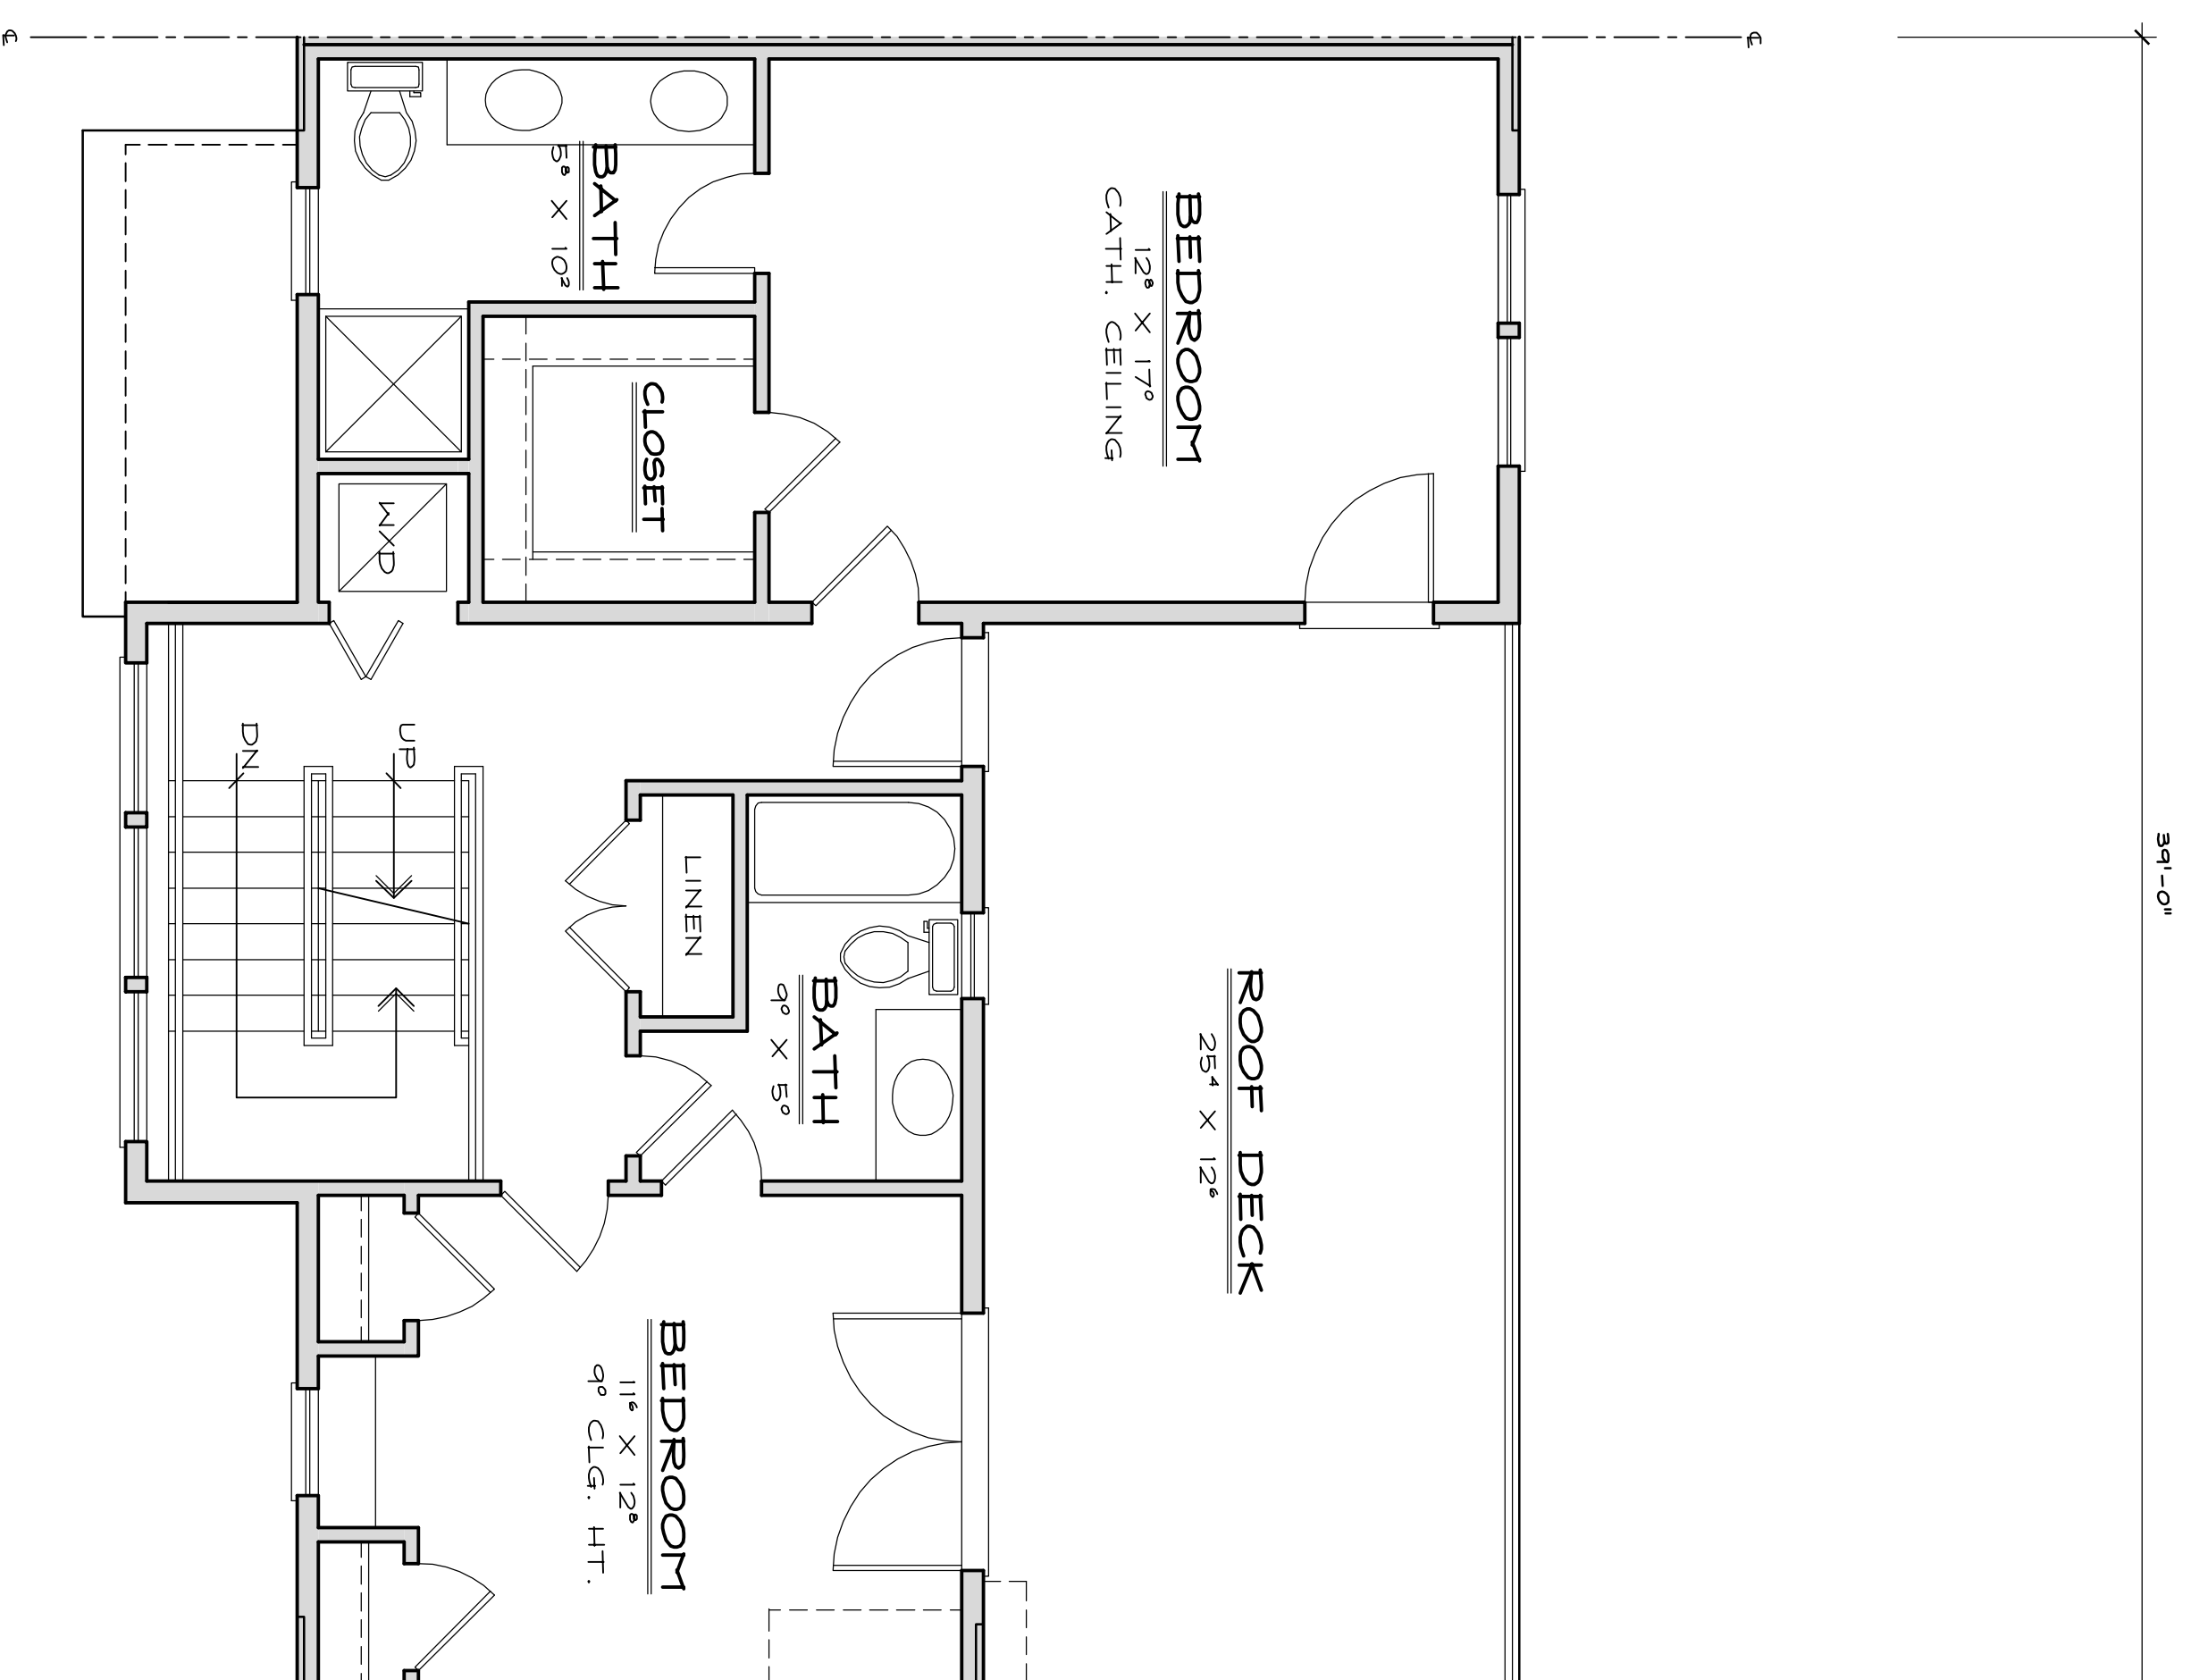 BATH
5⁸ X 10²
BEDROOM
12⁸ X 17⁰
CATH. CEILING
CLOSET
W/D
UP
DN
LINEN
BATH
9⁰ X 5⁰
ROOF DECK
25⁴ X 12⁶
39'-0"
BEDROOM
11⁶ X 12⁸
9⁰ CLG. HT.